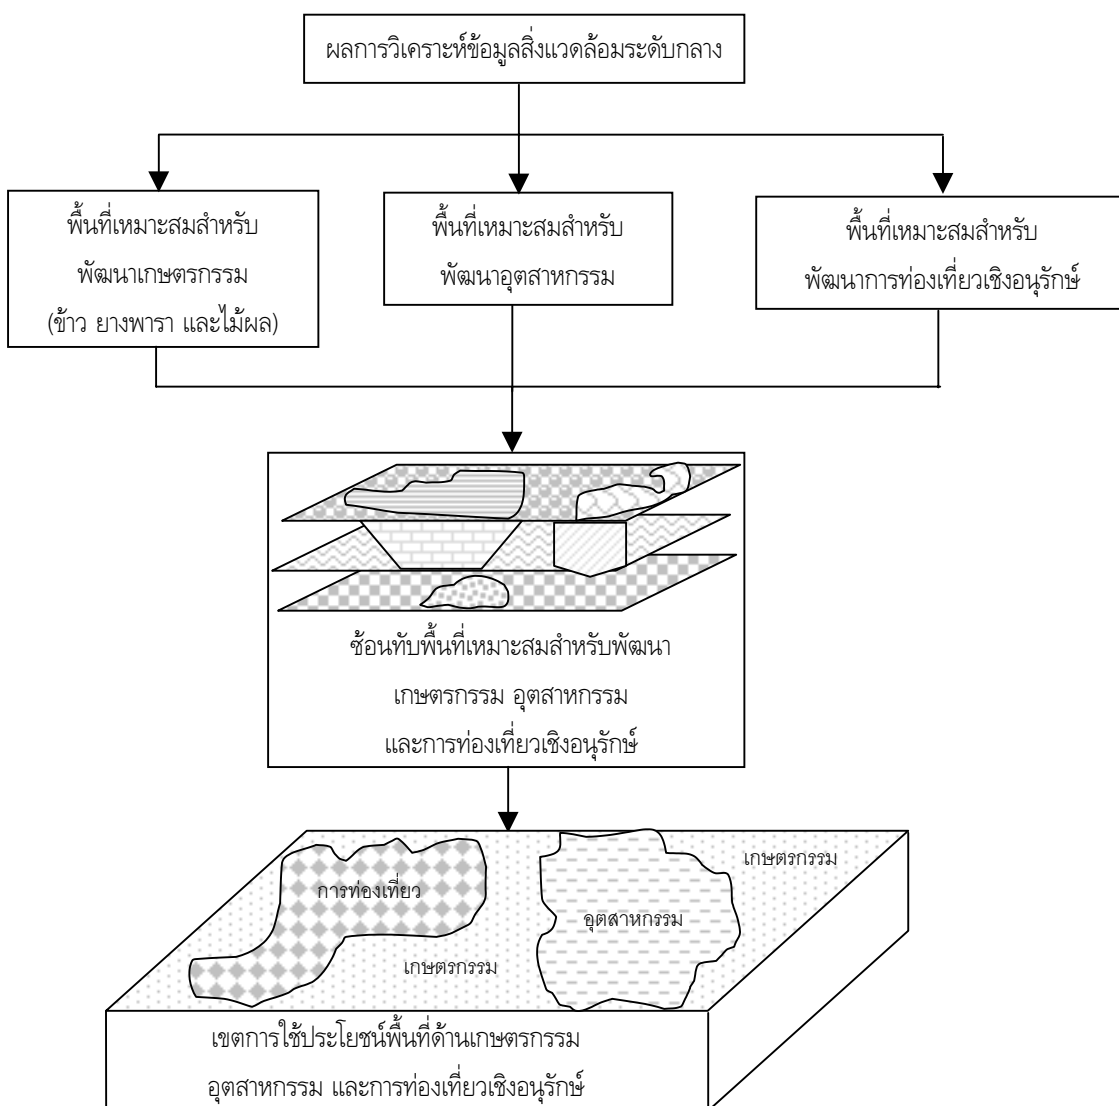 ผลการวิเคราะห์ข้อมูลสิ่งแวดล้อมระดับกลาง
พื้นที่เหมาะสมสำหรับ
พัฒนาเกษตรกรรม
(ข้าว ยางพารา และไม้ผล)
พื้นที่เหมาะสมสำหรับ
พัฒนาอุตสาหกรรม
พื้นที่เหมาะสมสำหรับ
พัฒนาการท่องเที่ยวเชิงอนุรักษ์
ซ้อนทับพื้นที่เหมาะสมสำหรับพัฒนา
เกษตรกรรม อุตสาหกรรม
และการท่องเที่ยวเชิงอนุรักษ์
เกษตรกรรม
การท่องเที่ยว
อุตสาหกรรม
เกษตรกรรม
เขตการใช้ประโยชน์พื้นที่ด้านเกษตรกรรม
อุตสาหกรรม และการท่องเที่ยวเชิงอนุรักษ์